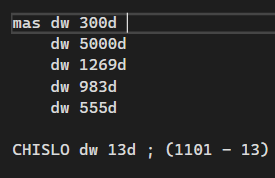 mas dw 300d
dw 5000d
dw 1269d
dw 983d
dw 555d
CHISLO dw 13d ; (1101 - 13)